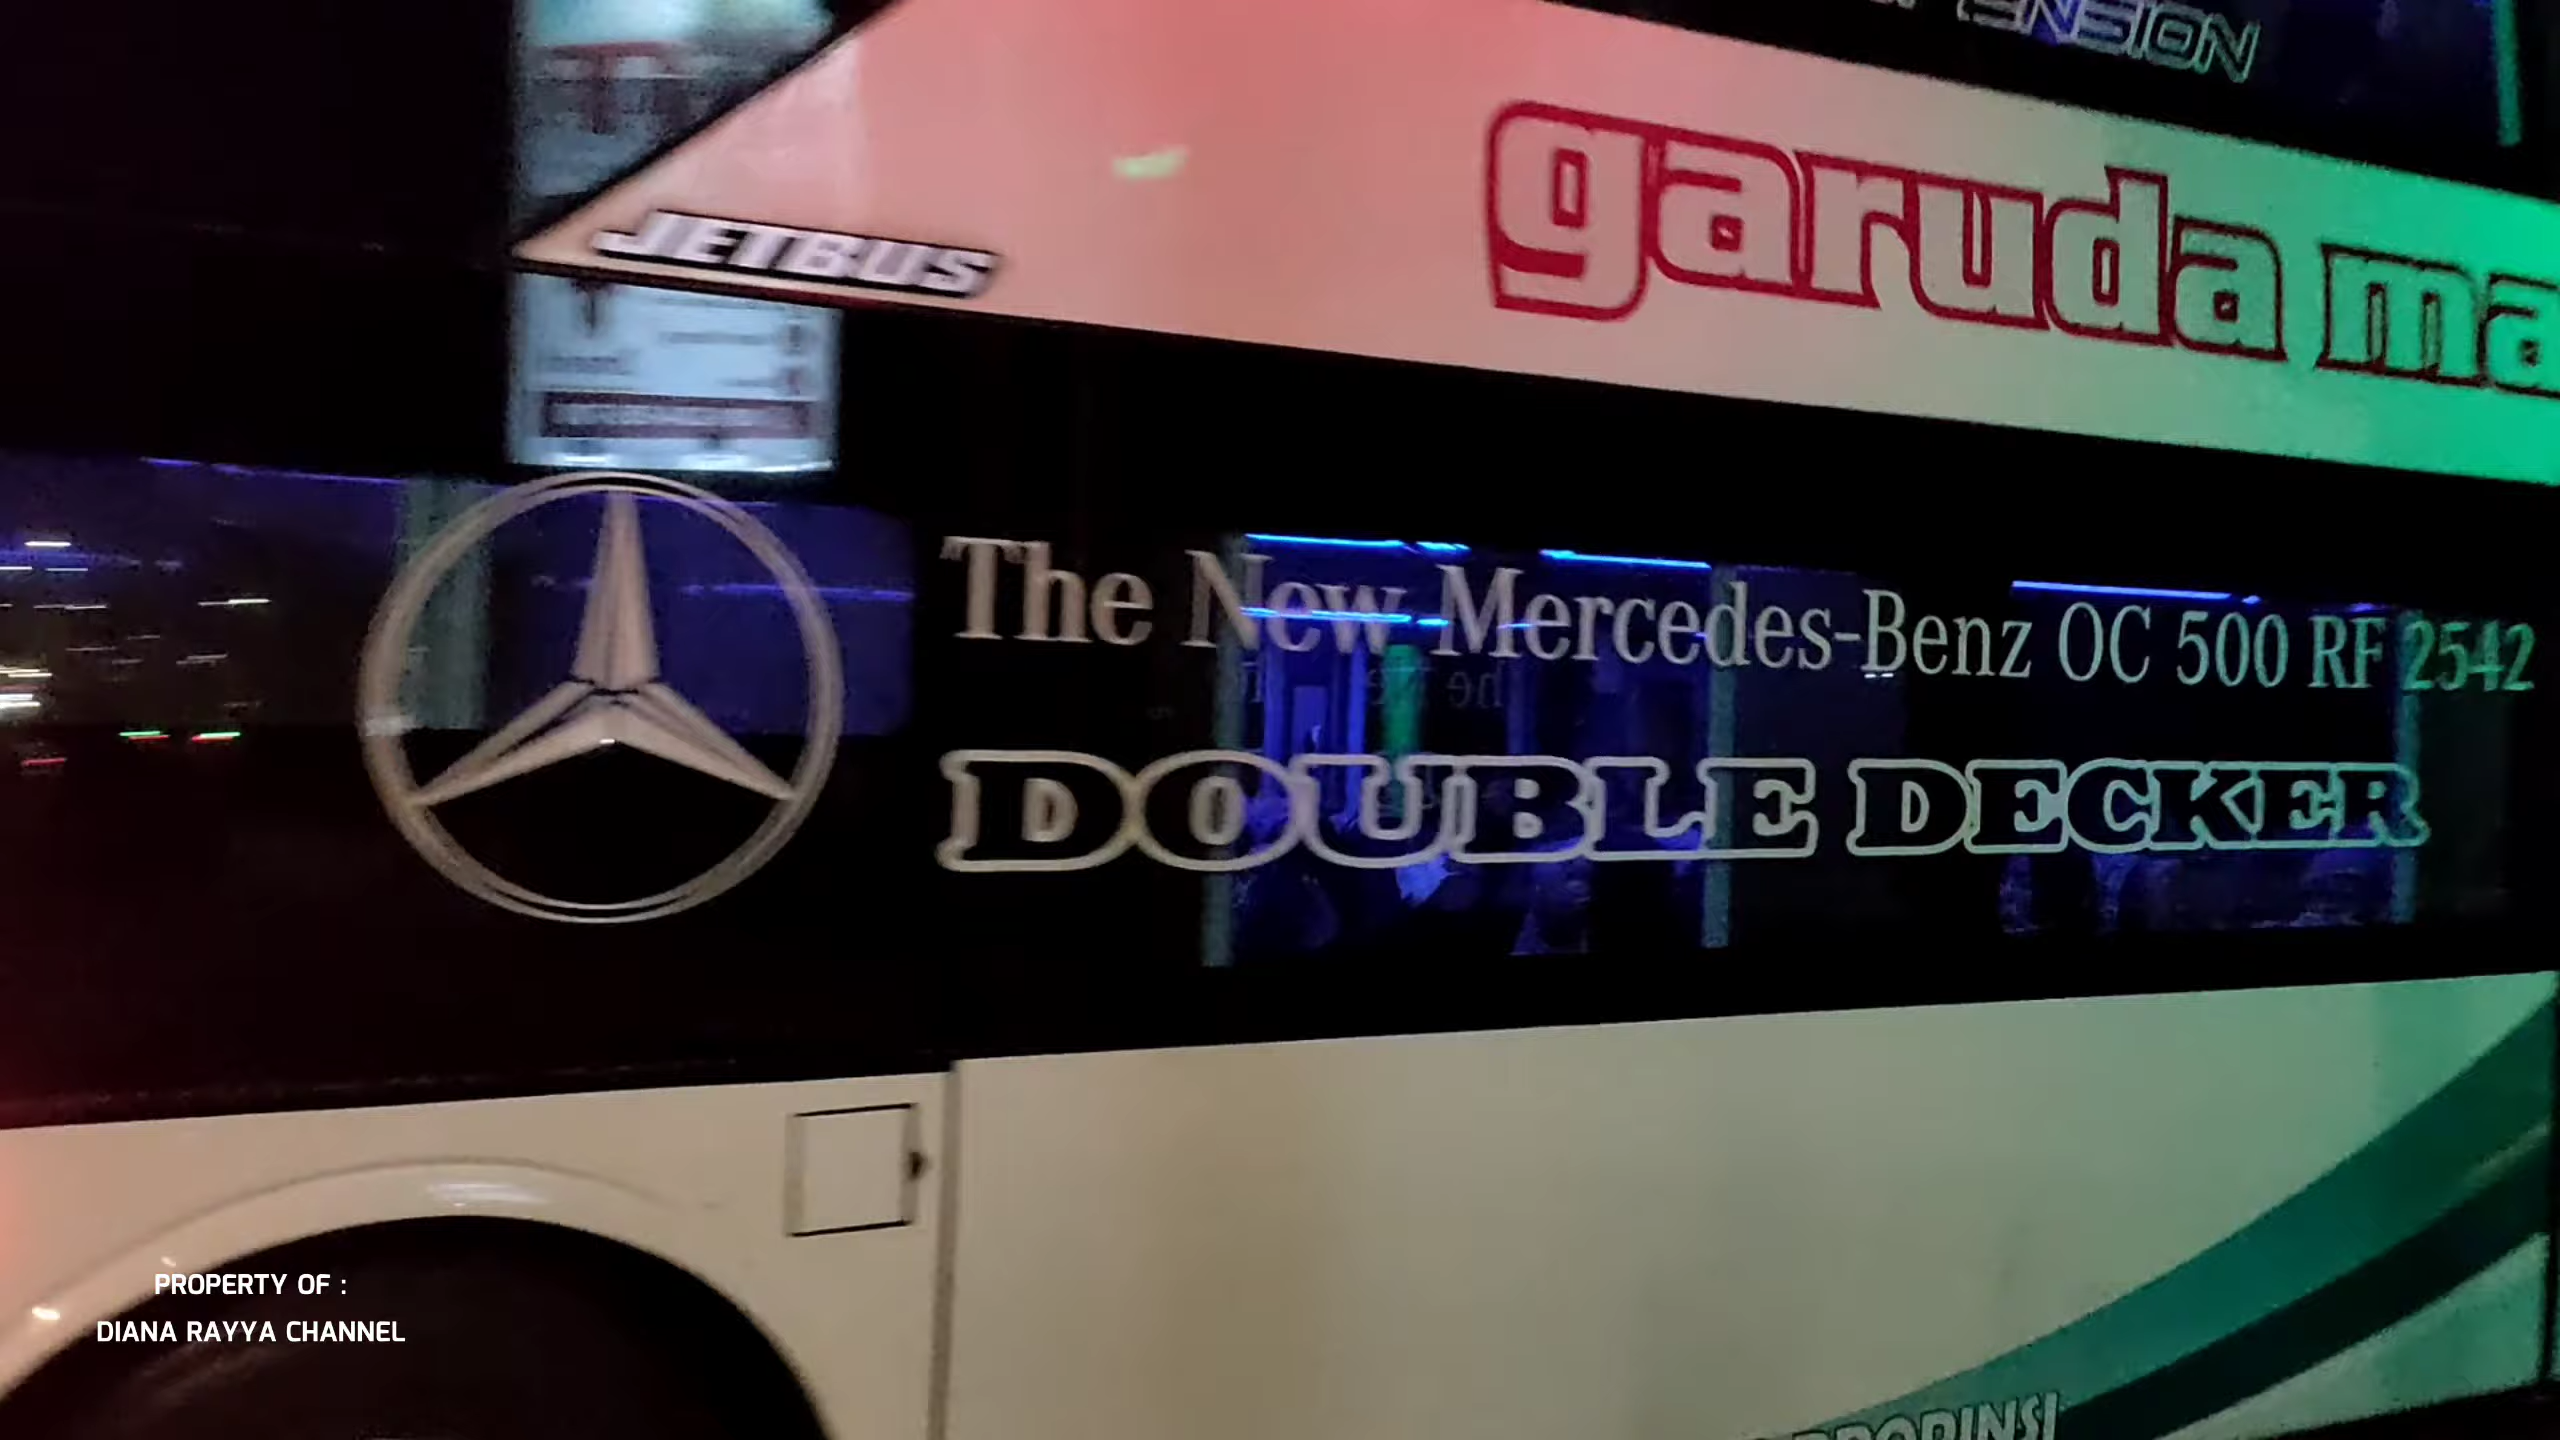 JETBUS
garuda ma
The New Mercedes-Benz OC 500 RF 2542
DOUBLE DECKER
PROPERTY OF :
DIANA RAYYA CHANNEL